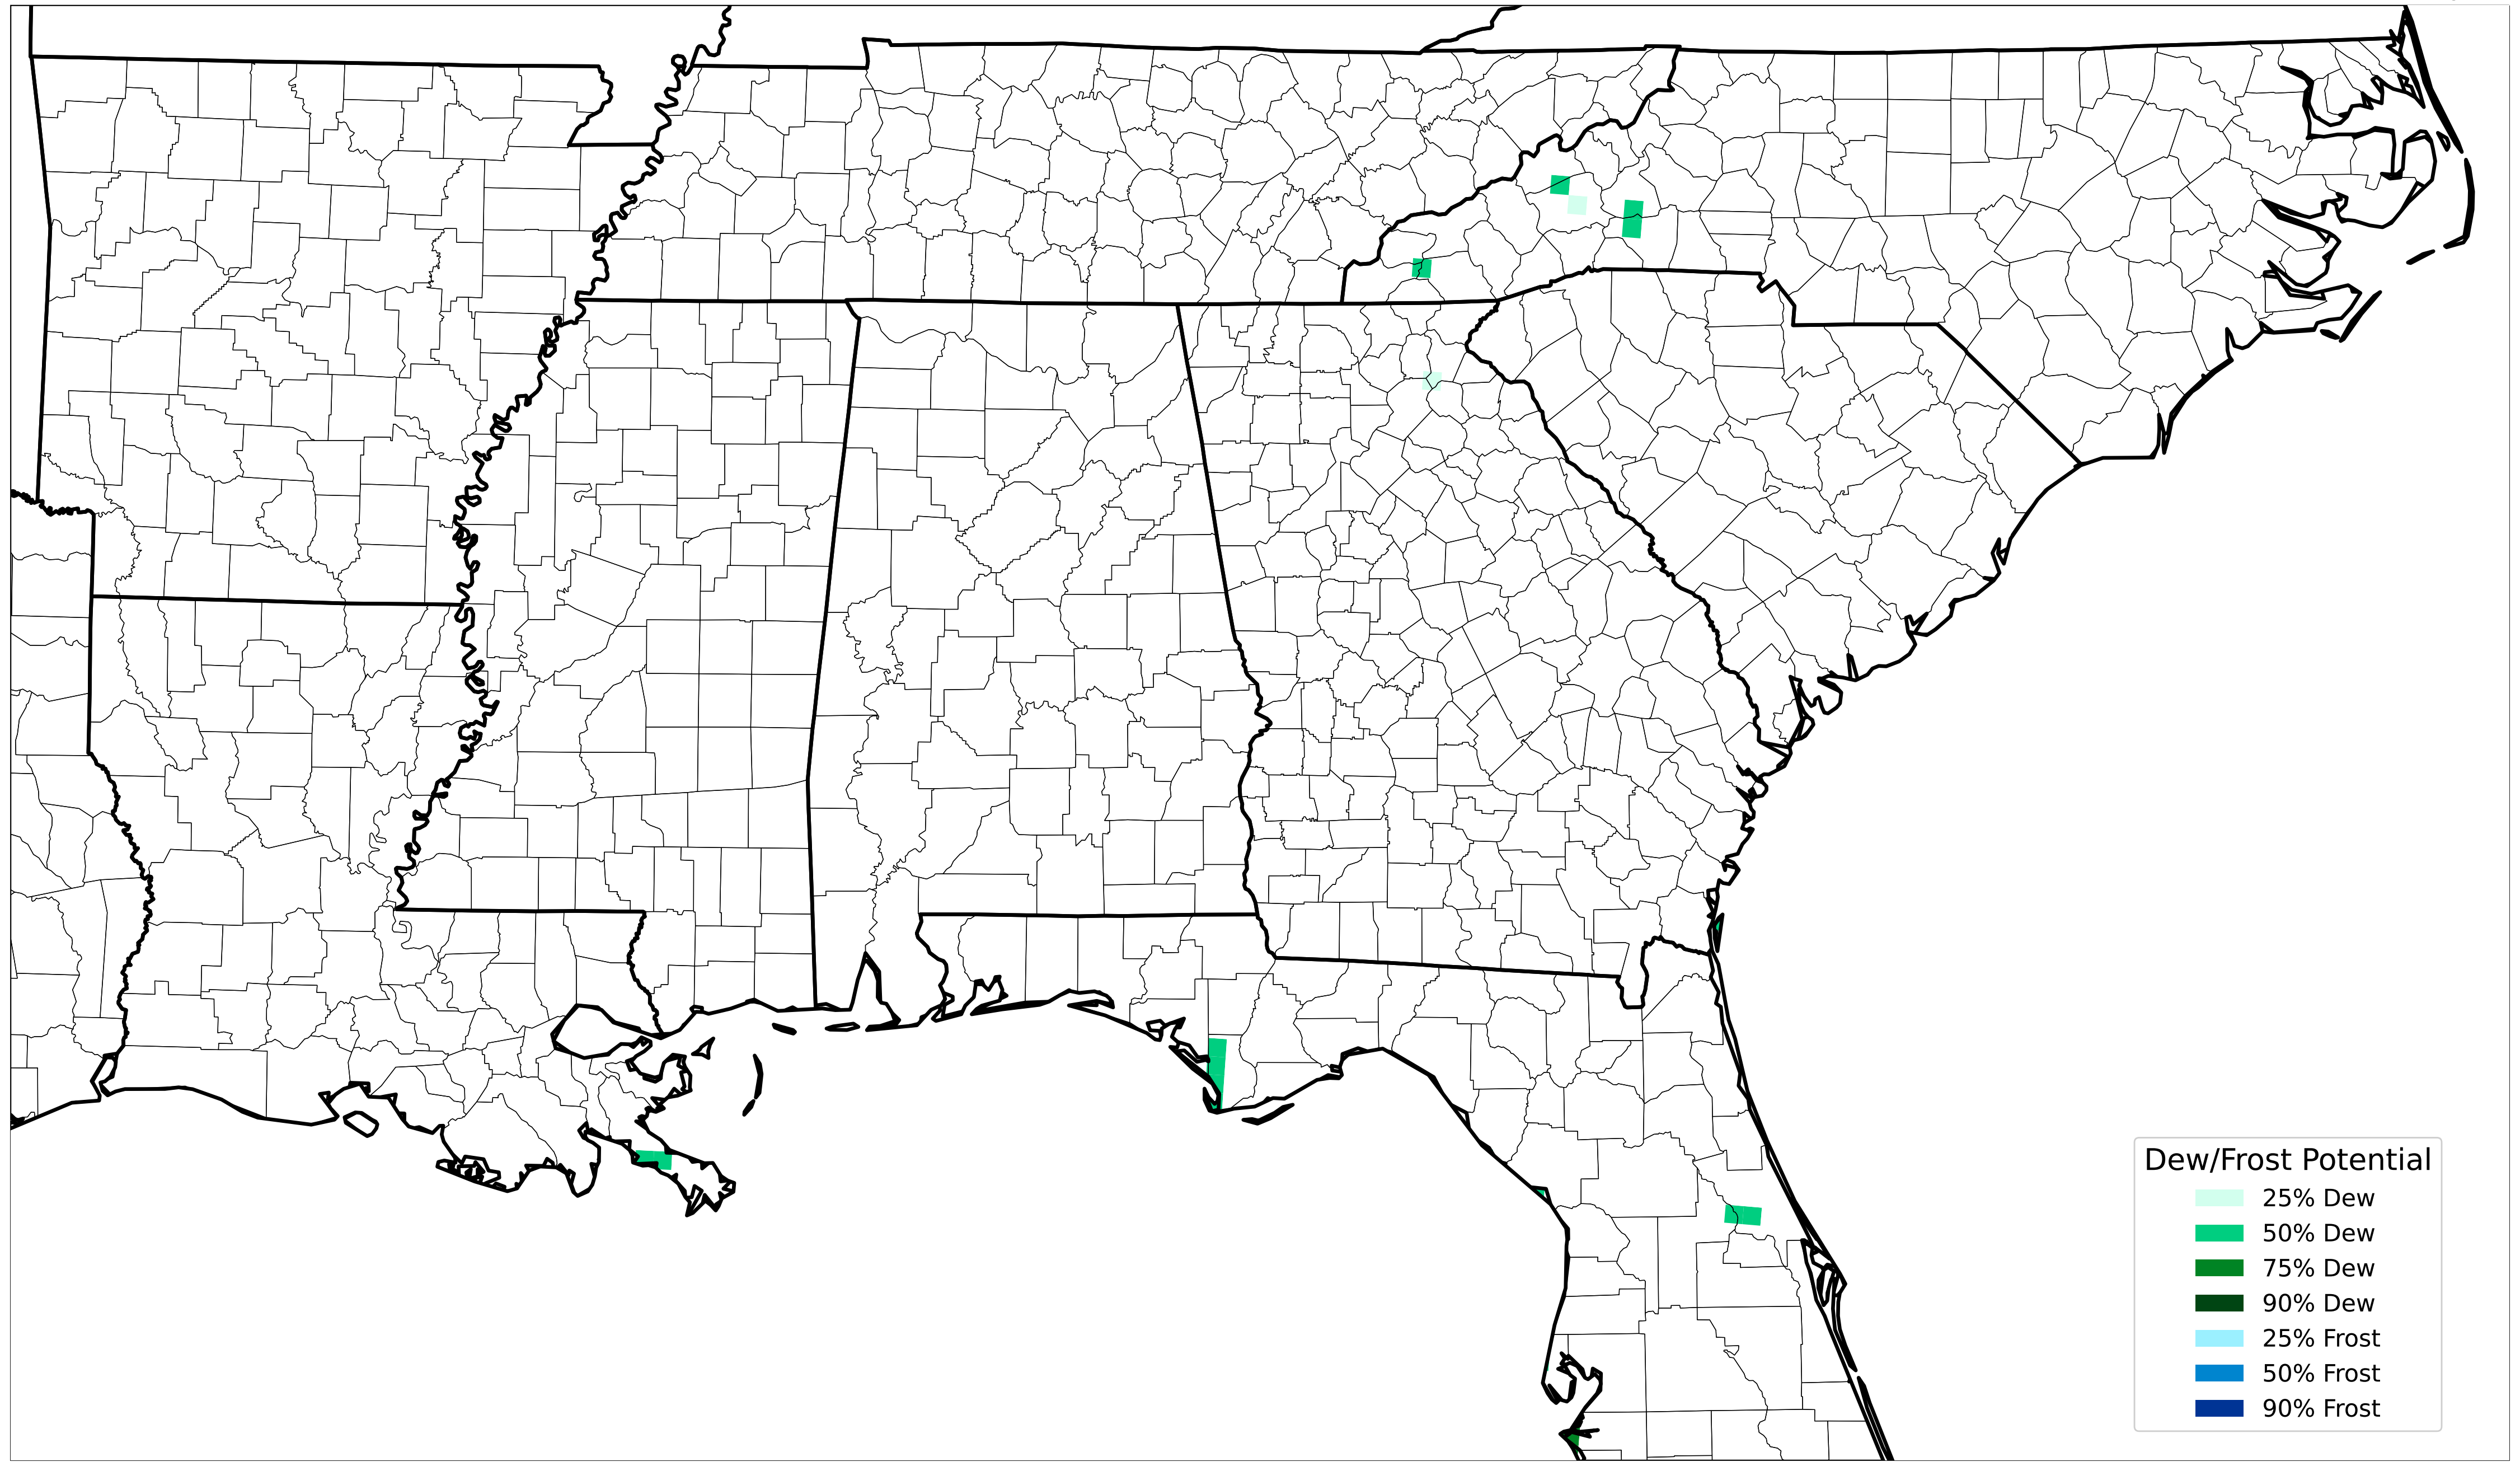 Dew/Frost Potential
25% Dew
50% Dew
75% Dew
90% Dew
25% Frost
50% Frost
90% Frost